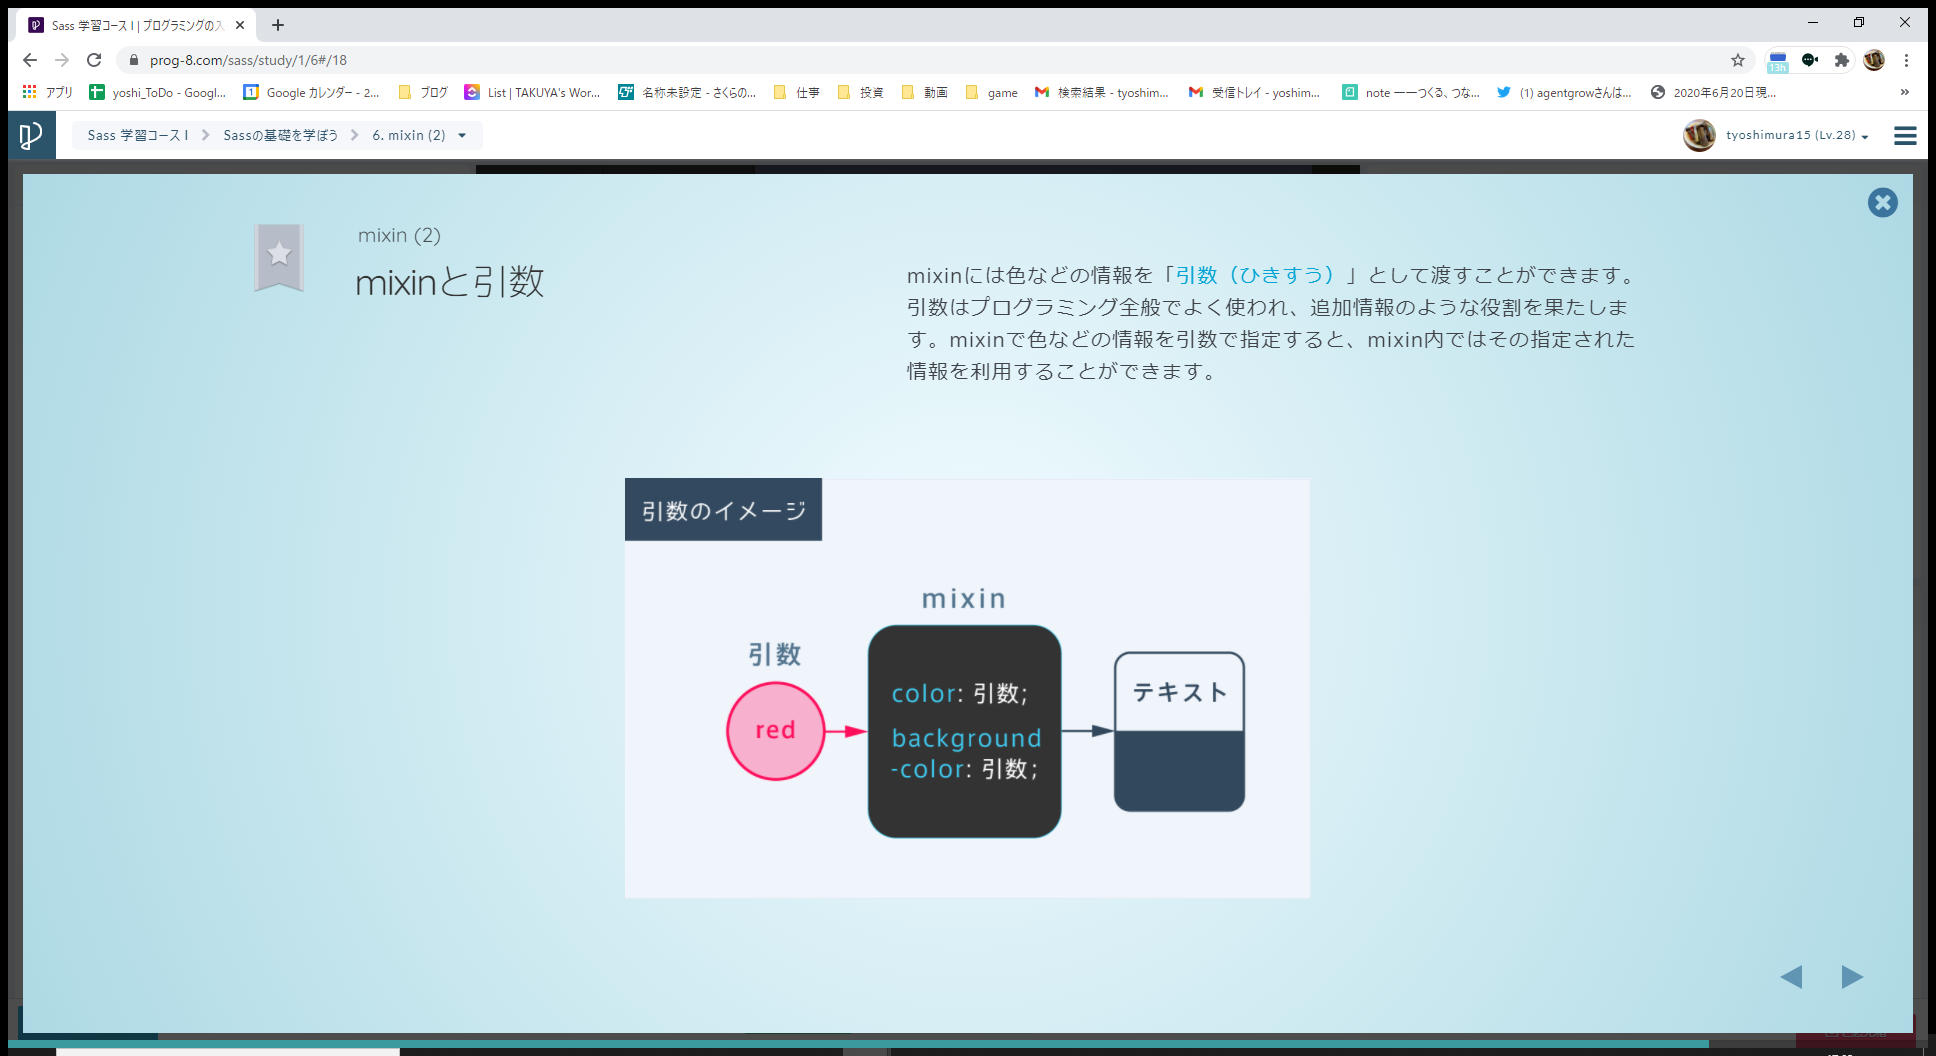 Sass 学習コース I | プログラミングの入
prog-8.com/sass/study/1/6#/18
13h
アプリ
yoshi_ToDo - Googl...
Google カレンダー - 2...
ブログ
List | TAKUYA's Wor...
名称未設定 - さくらの...
仕事
投資
動画
game
検索結果 - tyoshim...
受信トレイ - yoshim...
note ーーつくる、つな...
(1) agentgrowさんは...
2020年6月20日現...
»
Sass 学習コース I
Sassの基礎を学ぼう
6. mixin (2)
tyoshimura15 (Lv.28)
mixin (2)
mixinと引数
mixinには色などの情報を「引数（ひきすう）」として渡すことができます。
引数はプログラミング全般でよく使われ、追加情報のような役割を果たしま
す。mixinで色などの情報を引数で指定すると、mixin内ではその指定された
情報を利用することができます。
引数のイメージ
mixin
引数
red
color: 引数;
background
-color: 引数;
テキスト